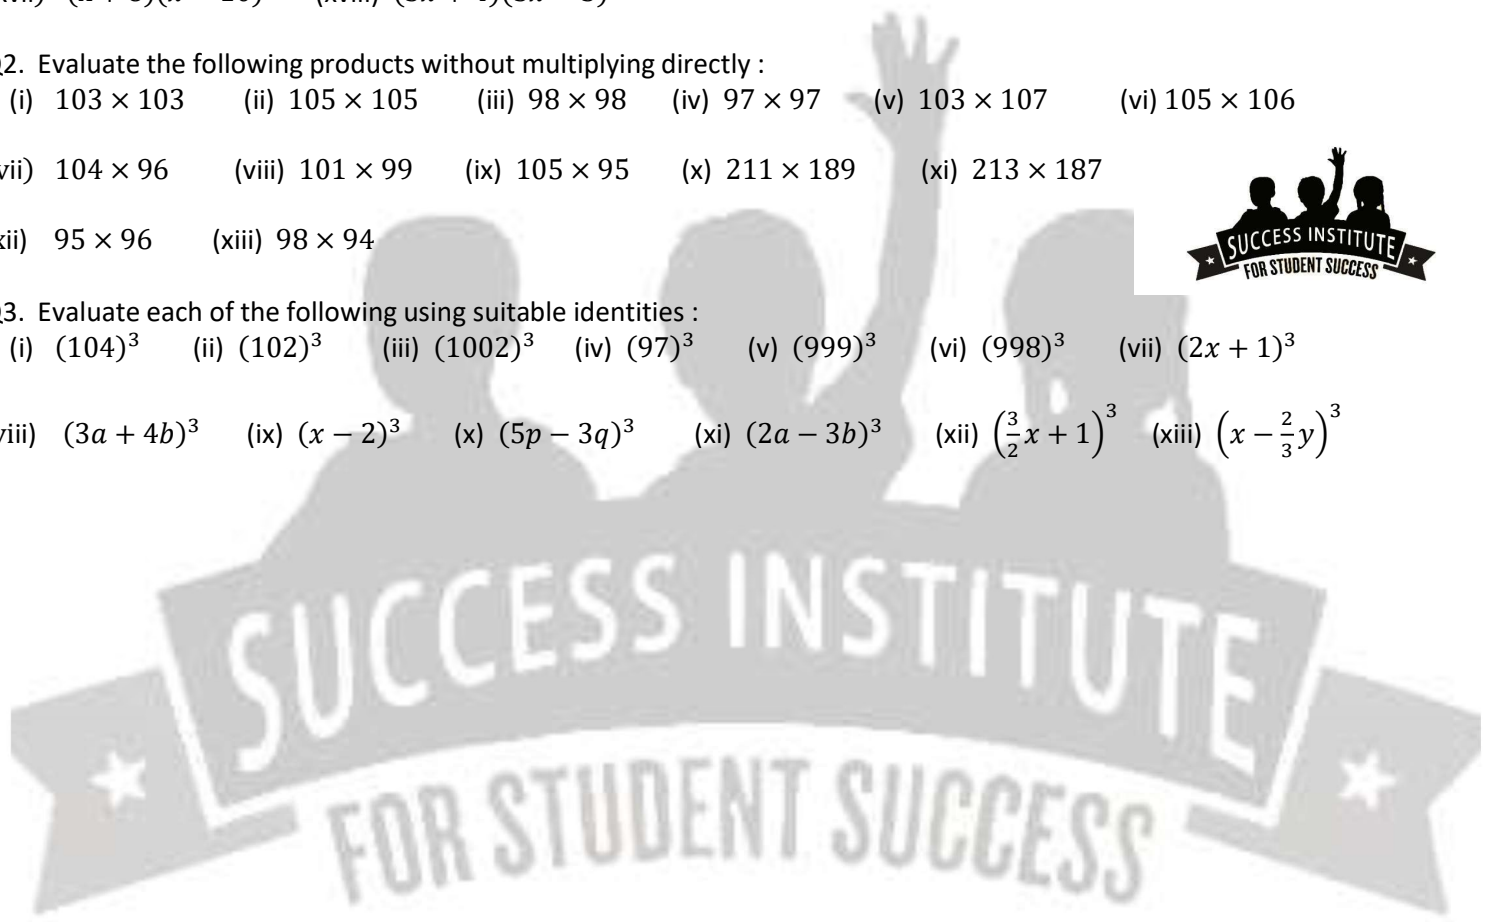 Q2. Evaluate the following products without multiplying directly :
(i) 103 × 103 (ii) 105 × 105 (iii) 98 × 98 (iv) 97 × 97 (v) 103 × 107 (vi) 105 × 106
vii) 104 × 96 (viii) 101 × 99 (ix) 105 × 95 (x) 211 × 189 (xi) 213 × 187
SUCCESS INSTITUTE
FOR STUDENT SUCCESS
xii) 95 × 96 (xiii) 98 × 94
Q3. Evaluate each of the following using suitable identities :
(i) (104)³ (ii) (102)³ (iii) (1002)³ (iv) (97)³ (v) (999)³ (vi) (998)³ (vii) (2x + 1)³
viii) (3a + 4b)³ (ix) (x − 2)³ (x) (5p − 3q)³ (xi) (2a − 3b)³ (xii) (3/2 x + 1)³ (xiii) (x − 2/3 y)³
SUCCESS INSTITUTE
FOR STUDENT SUCCESS